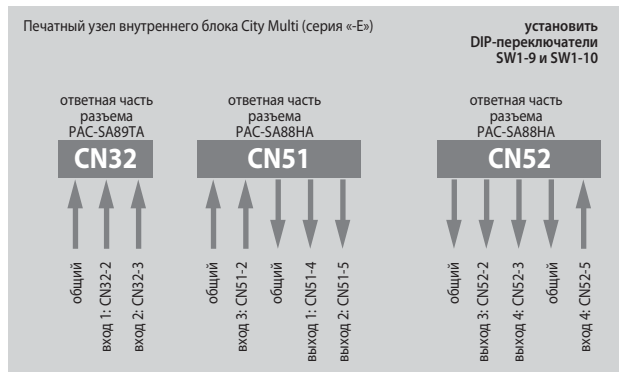 Печатный узел внутреннего блока City Multi (серия «-Е»)
установить
DIP-переключатели
SW1-9 и SW1-10
ответная часть
разъема
PAC-SA89TA
CN32
общий
вход 1: CN32-2
вход 2: CN32-3
ответная часть
разъема
PAC-SA88HA
CN51
общий
вход 3: CN51-2
общий
выход 1: CN51-4
выход 2: CN51-5
ответная часть
разъема
PAC-SA88HA
CN52
общий
выход 3: CN52-2
выход 4: CN52-3
общий
вход 4: CN52-5